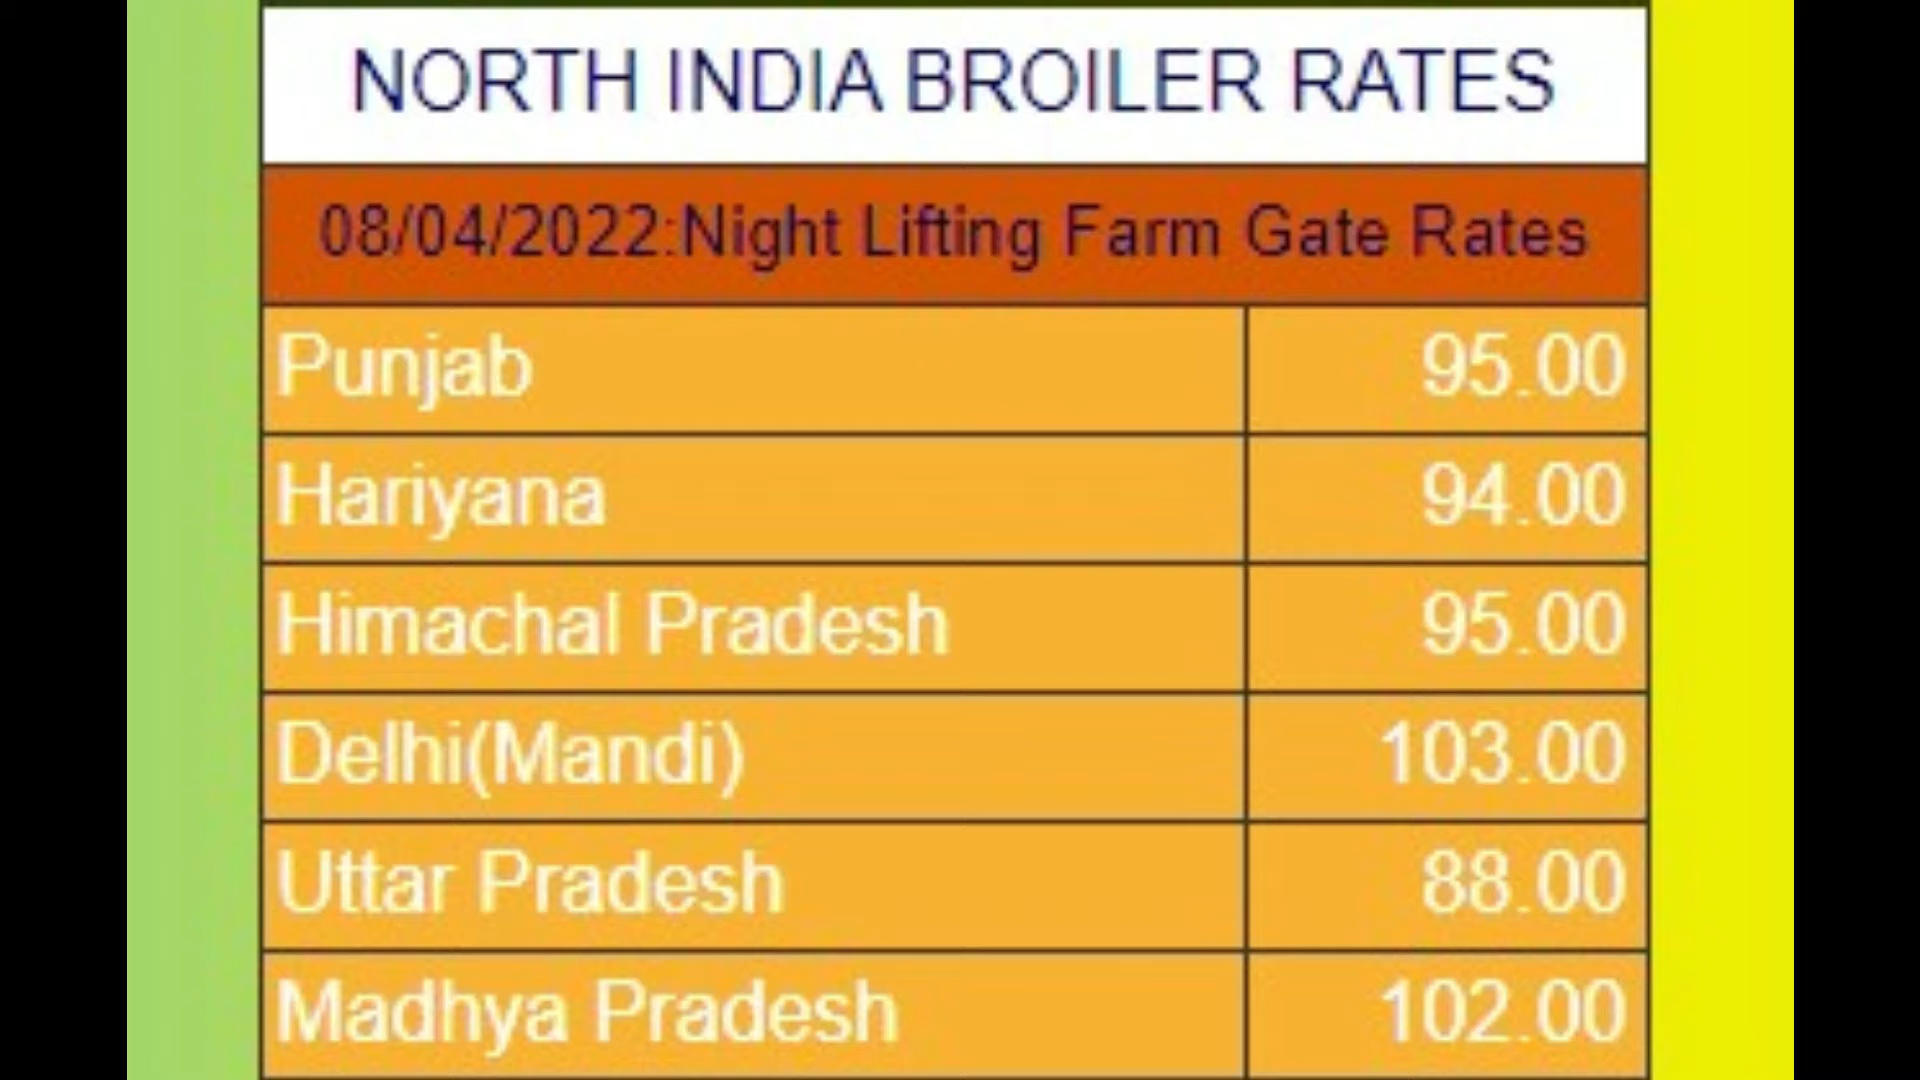 NORTH INDIA BROILER RATES
08/04/2022:Night Lifting Farm Gate Rates
Punjab 95.00
Hariyana 94.00
Himachal Pradesh 95.00
Delhi(Mandi) 103.00
Uttar Pradesh 88.00
Madhya Pradesh 102.00